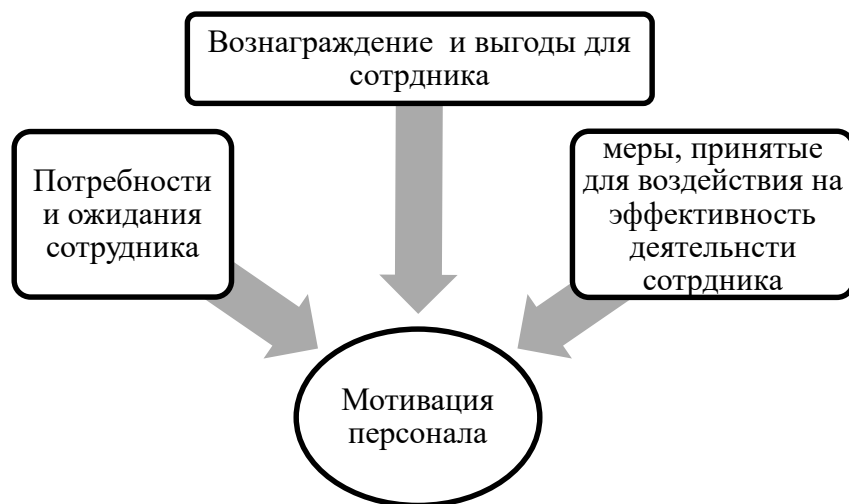 Вознаграждение и выгоды для
сотрдника
Потребности
и ожидания
сотрудника
меры, принятые
для воздействия на
эффективность
деятельнсти
сотрдника
Мотивация
персонала